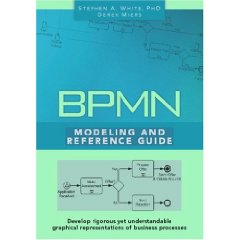 STEPHEN A. WHITE, PHD
DEREK MIERS
BPMN
MODELING AND
REFERENCE GUIDE
Develop rigorous yet understandable
graphical representations of business processes